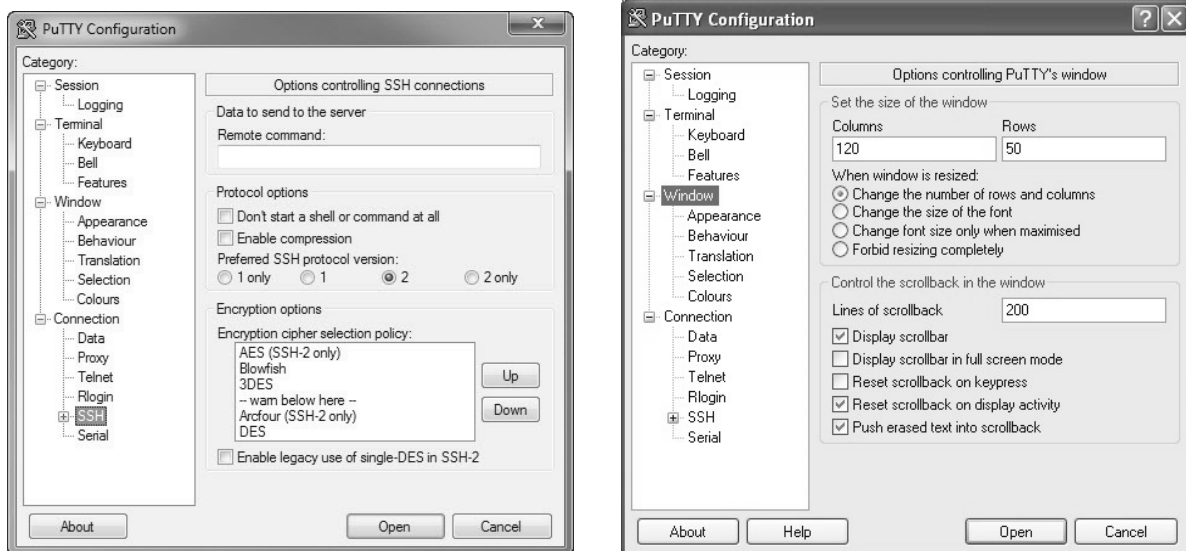 PuTTY Configuration
Category:
Session
Logging
Terminal
Keyboard
Bell
Features
Window
Appearance
Behaviour
Translation
Selection
Colours
Connection
Data
Proxy
Telnet
Rlogin
SSH
Serial
Options controlling SSH connections
Data to send to the server
Remote command:
Protocol options
Don't start a shell or command at all
Enable compression
Preferred SSH protocol version:
1 only 1 2 2 only
Encryption options
Encryption cipher selection policy:
AES (SSH-2 only)
Blowfish
3DES
-- warn below here --
Arcfour (SSH-2 only)
DES
Up
Down
Enable legacy use of single-DES in SSH-2
About Open Cancel
PuTTY Configuration
Category:
Session
Logging
Terminal
Keyboard
Bell
Features
Window
Appearance
Behaviour
Translation
Selection
Colours
Connection
Data
Proxy
Telnet
Rlogin
SSH
Serial
Options controlling PuTTY's window
Set the size of the window
Columns Rows
120 50
When window is resized:
Change the number of rows and columns
Change the size of the font
Change font size only when maximised
Forbid resizing completely
Control the scrollback in the window
Lines of scrollback 200
Display scrollbar
Display scrollbar in full screen mode
Reset scrollback on keypress
Reset scrollback on display activity
Push erased text into scrollback
About Help Open Cancel